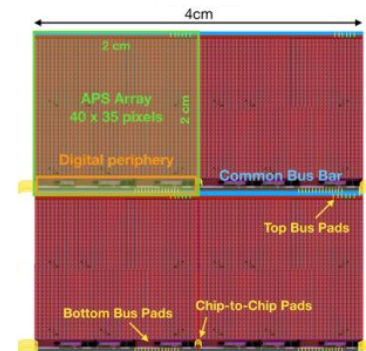 4cm
2 cm
APS Array
40 x 35 pixels
2 cm
Digital periphery
Common Bus Bar
Top Bus Pads
Bottom Bus Pads
Chip-to-Chip Pads